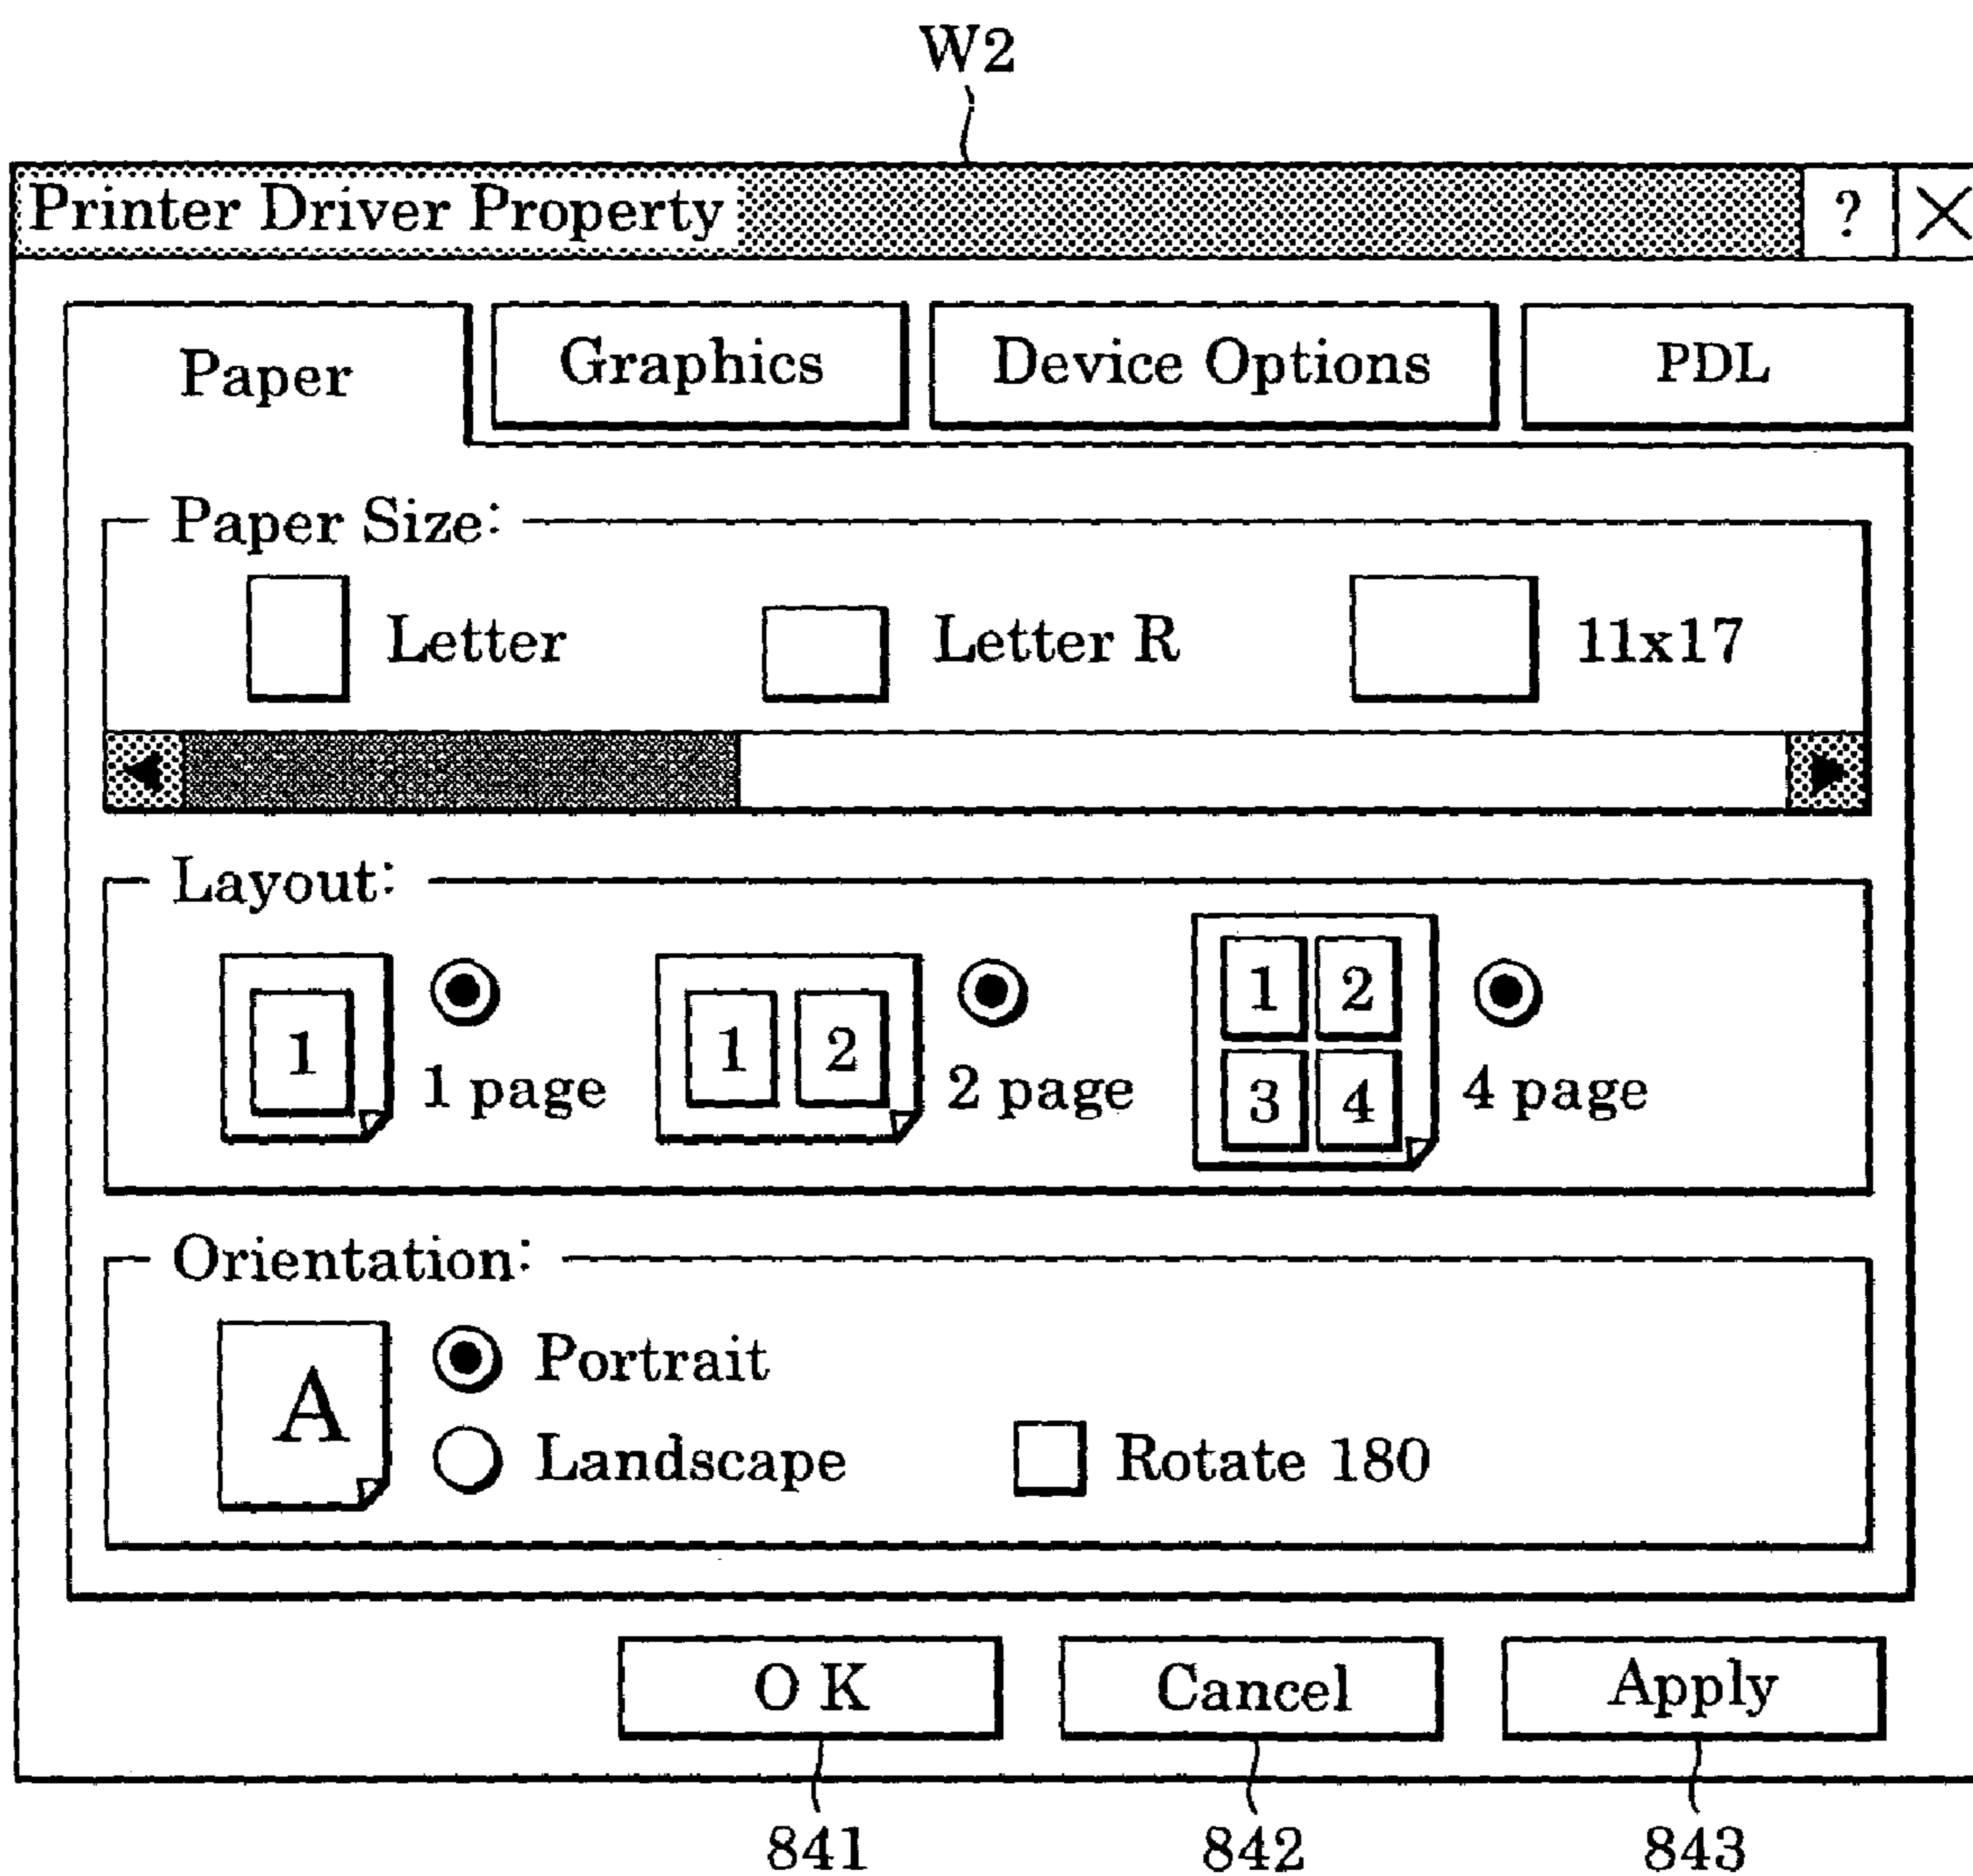 W2
Printer Driver Property ? X
Paper Graphics Device Options PDL
Paper Size:
Letter Letter R 11x17
Layout:
1 1 page 1 2 2 page 1 2 3 4 4 page
Orientation:
A Portrait
Landscape Rotate 180
O K Cancel Apply
841 842 843